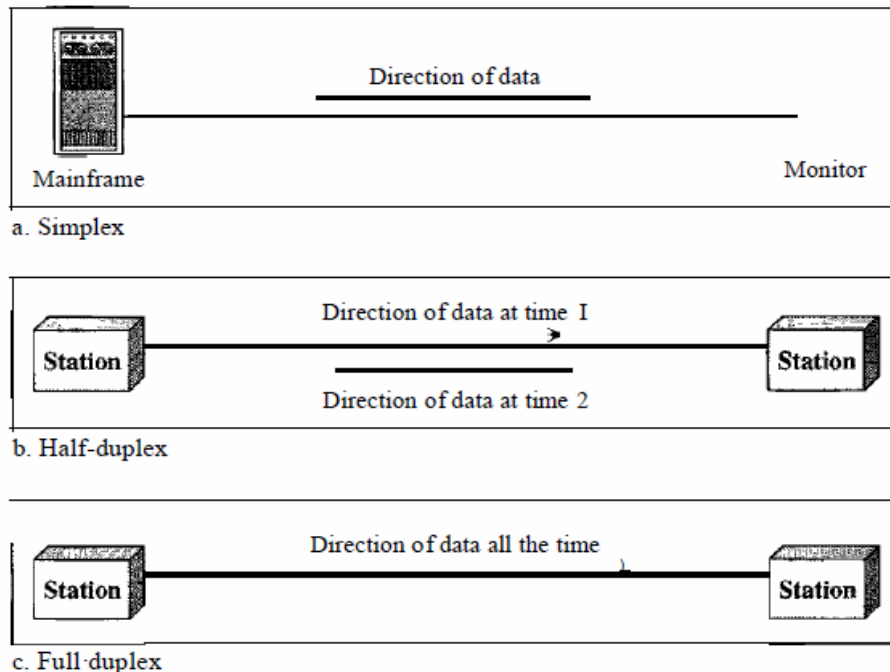 Direction of data
Mainframe
Monitor
a. Simplex
Direction of data at time I
Station
Station
Direction of data at time 2
b. Half-duplex
Direction of data all the time
Station
Station
c. Full·duplex